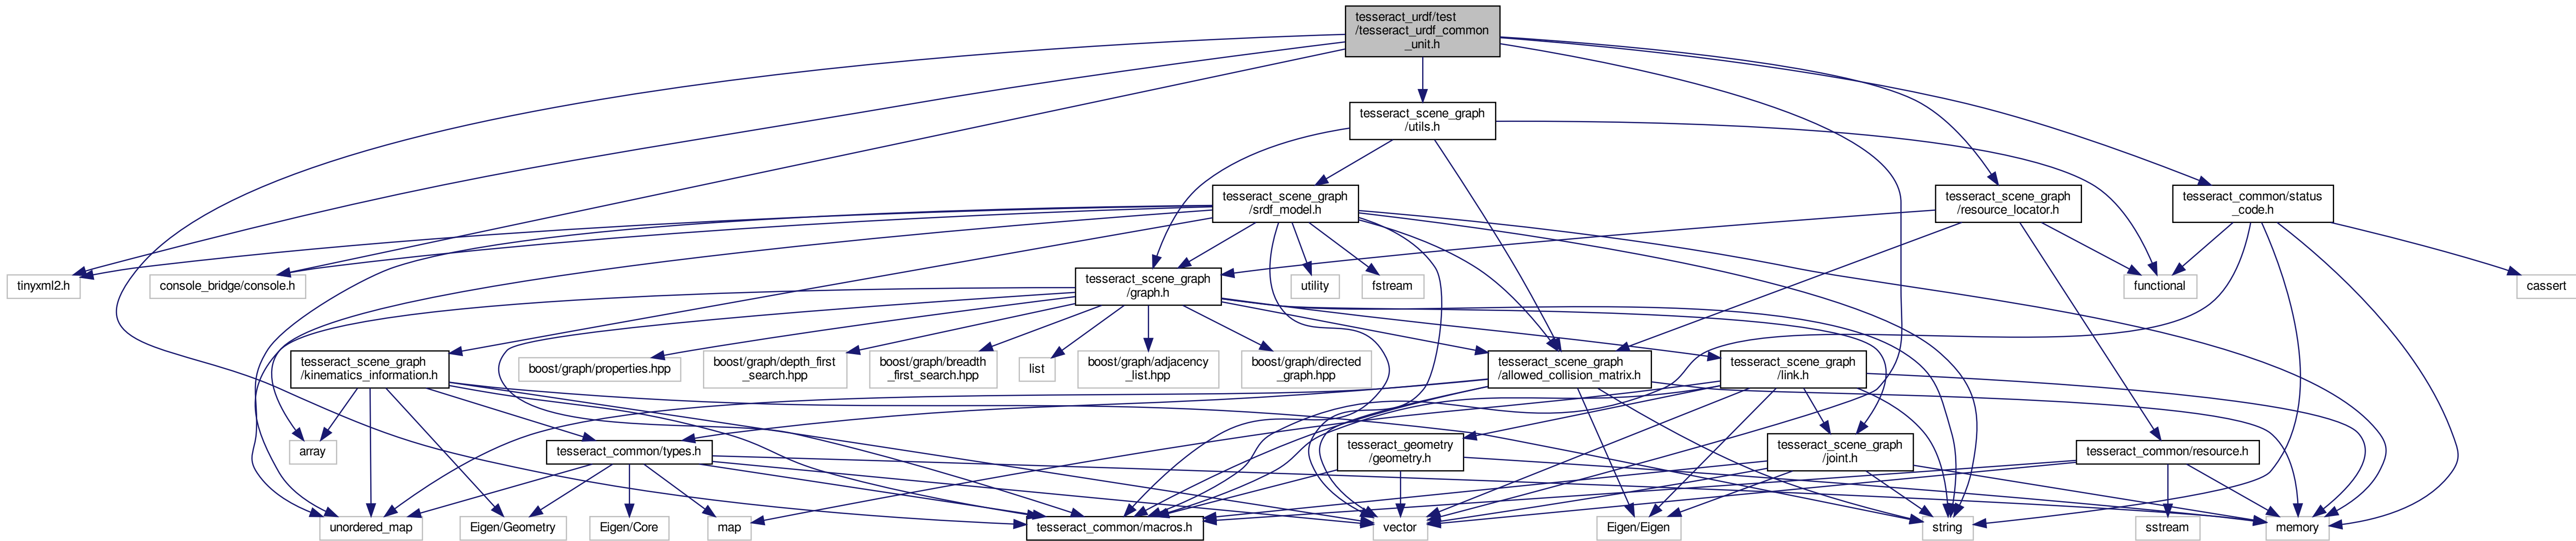 tesseract_urdf/test
/tesseract_urdf_common
_unit.h
tesseract_scene_graph
/utils.h
tesseract_scene_graph
/srdf_model.h
tesseract_scene_graph
/resource_locator.h
tesseract_common/status
_code.h
tinyxml2.h
console_bridge/console.h
tesseract_scene_graph
/graph.h
utility
fstream
functional
cassert
tesseract_scene_graph
/kinematics_information.h
boost/graph/properties.hpp
boost/graph/depth_first
_search.hpp
boost/graph/breadth
_first_search.hpp
list
boost/graph/adjacency
_list.hpp
boost/graph/directed
_graph.hpp
tesseract_scene_graph
/allowed_collision_matrix.h
tesseract_scene_graph
/link.h
array
tesseract_common/types.h
tesseract_geometry
/geometry.h
tesseract_scene_graph
/joint.h
tesseract_common/resource.h
unordered_map
Eigen/Geometry
Eigen/Core
map
tesseract_common/macros.h
vector
Eigen/Eigen
string
sstream
memory